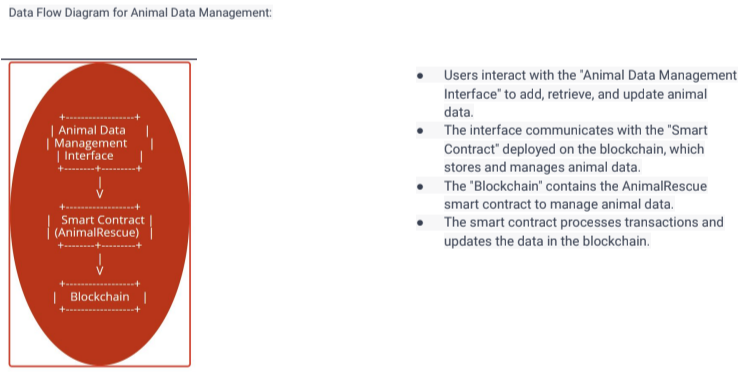 Data Flow Diagram for Animal Data Management:
+------------------+
| Animal Data |
| Management |
| Interface |
+--------+---------+
|
V
+------------------+
| Smart Contract |
| (AnimalRescue) |
+--------+---------+
|
V
+------------------+
| Blockchain |
+------------------+
● Users interact with the "Animal Data Management
Interface" to add, retrieve, and update animal
data.
● The interface communicates with the "Smart
Contract" deployed on the blockchain, which
stores and manages animal data.
● The "Blockchain" contains the AnimalRescue
smart contract to manage animal data.
● The smart contract processes transactions and
updates the data in the blockchain.